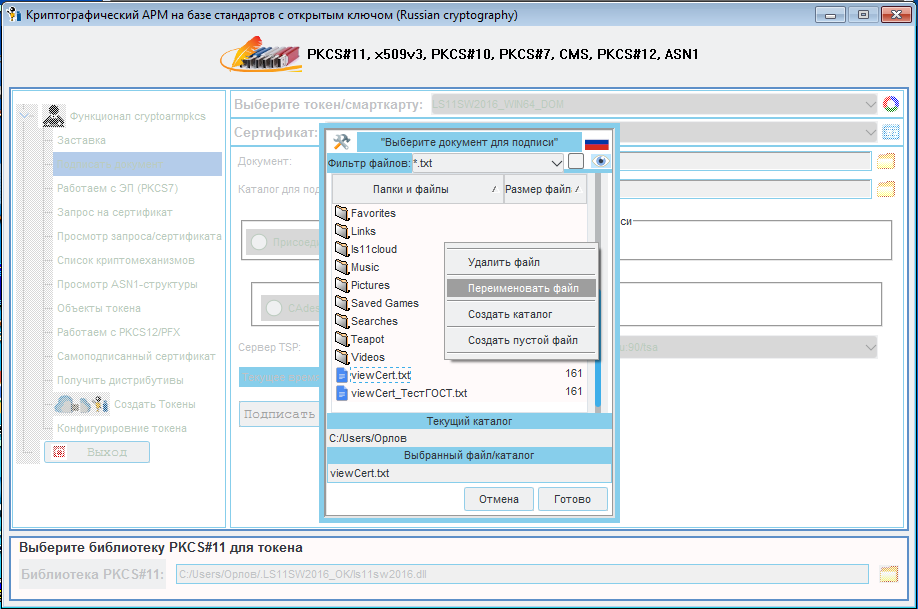 Криптографический АРМ на базе стандартов с открытым ключом (Russian cryptography)
PKCS#11, x509v3, PKCS#10, PKCS#7, CMS, PKCS#12, ASN1
Функционал cryptoarmpkcs
Заставка
Работаем с ЭП (PKCS7)
Запрос на сертификат
Просмотр запроса/сертификата
Список криптомеханизмов
Просмотр ASN1-структуры
Объекты токена
Работаем с PKCS12/PFX
Самоподписанный сертификат
Получить дистрибутивы
Создать Токены
Конфигурировние токена
Выход
Выберите токен/смарткарту:
LS11SW2016_WIN64_DOM
Сертификат:
Документ:
Каталог для под
си
Присоеди
CAdes
Сервер TSP:
u:90/tsa
Текущее время
Подписать
"Выберите документ для подписи"
Фильтр файлов: *.txt
Папки и файлы
Размер файл
Favorites
Links
ls11cloud
Music
Pictures
Saved Games
Searches
Teapot
Videos
viewCert.txt 161
viewCert_ТестГОСТ.txt 161
Удалить файл
Переименовать файл
Создать каталог
Создать пустой файл
Текущий каталог
C:/Users/Орлов
Выбранный файл/каталог
viewCert.txt
Отмена
Готово
Выберите библиотеку PKCS#11 для токена
Библиотека PKCS#11:
C:/Users/Орлов/.LS11SW2016_OK/ls11sw2016.dll